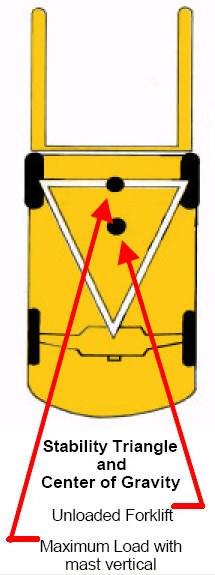 Stability Triangle
and
Center of Gravity
Unloaded Forklift
Maximum Load with
mast vertical